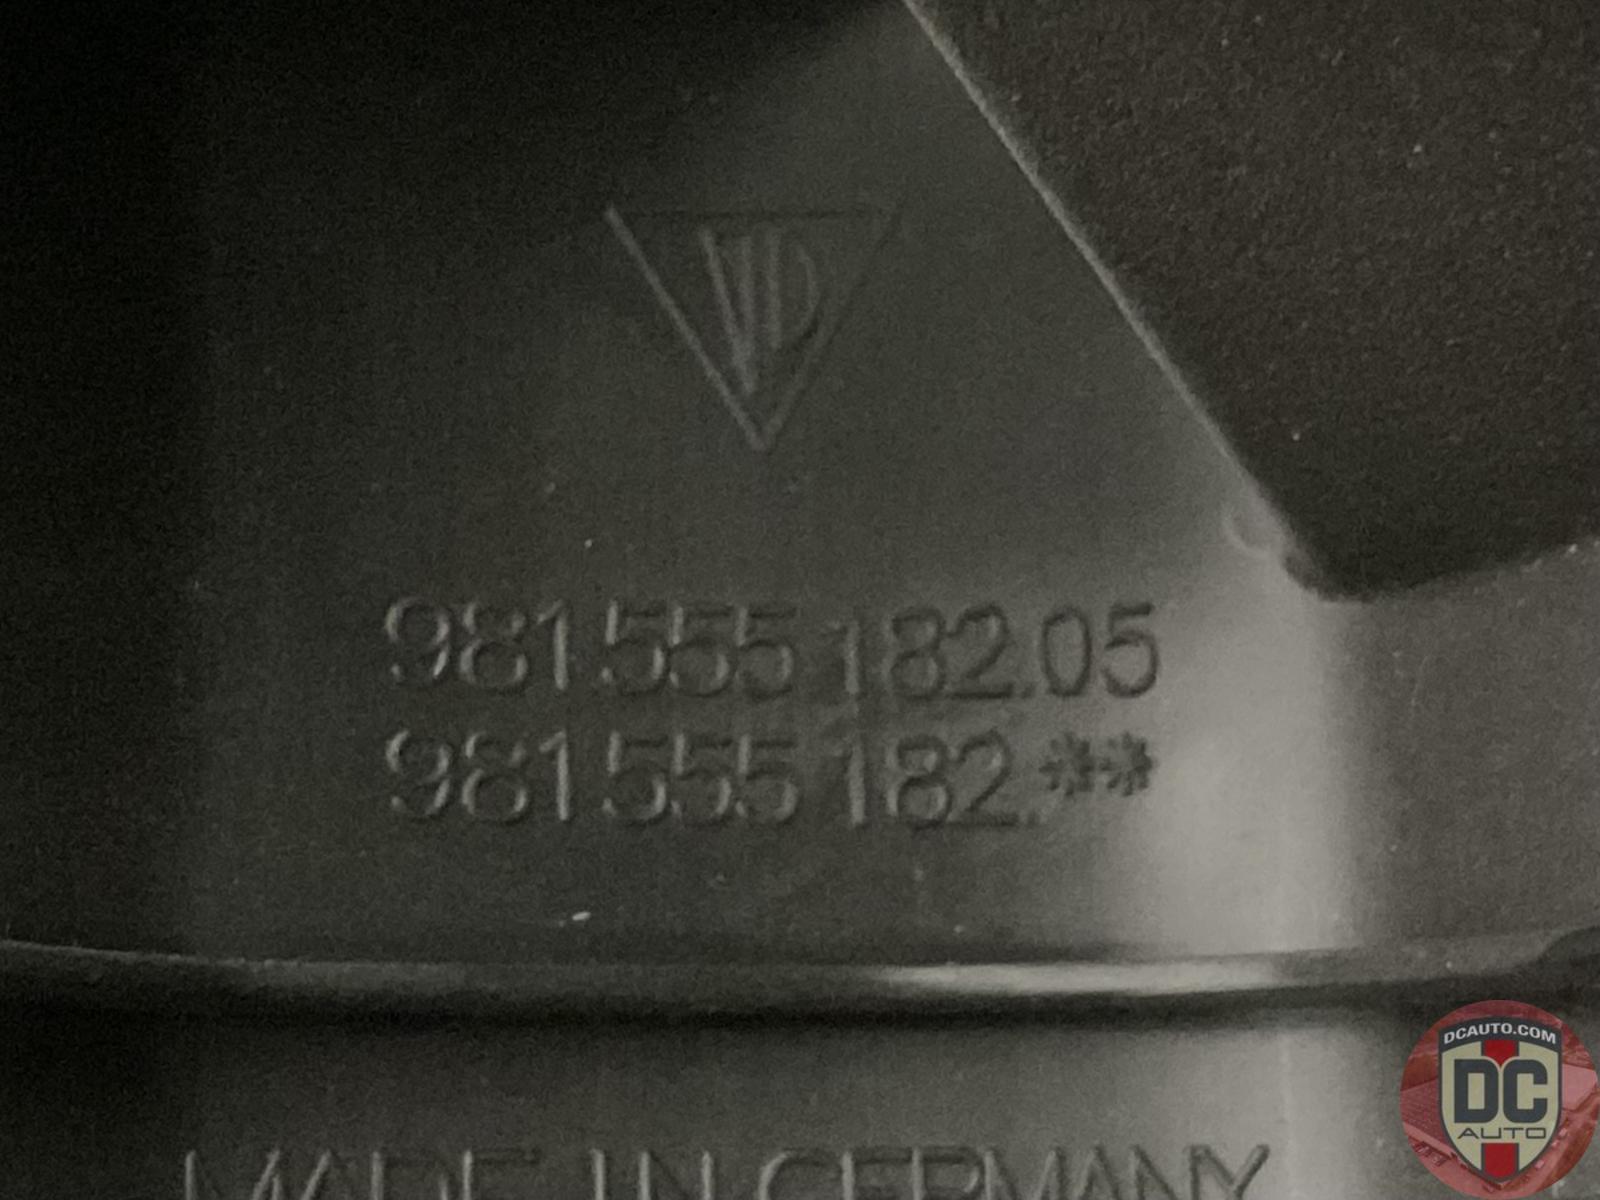 981 555 182.05
981 555 182.**
MADE IN GERMANY
DCAUTO.COM
DC
AUTO